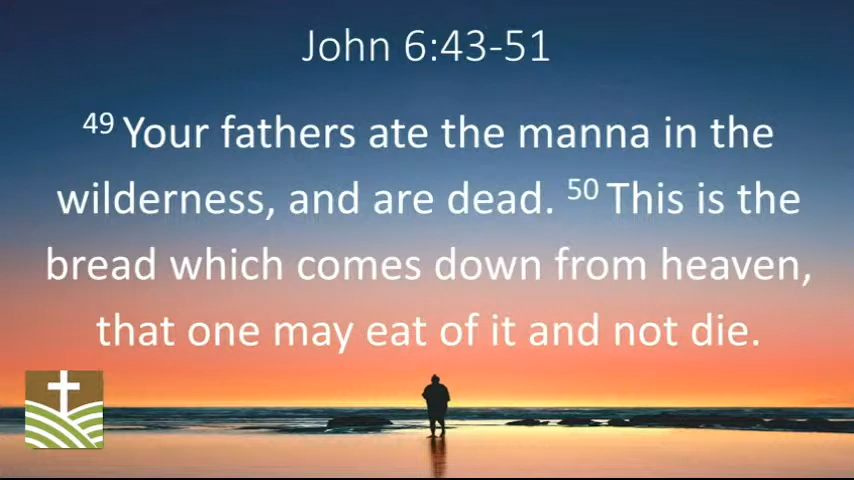 John 6:43-51
49 Your fathers ate the manna in the
wilderness, and are dead. 50 This is the
bread which comes down from heaven,
that one may eat of it and not die.